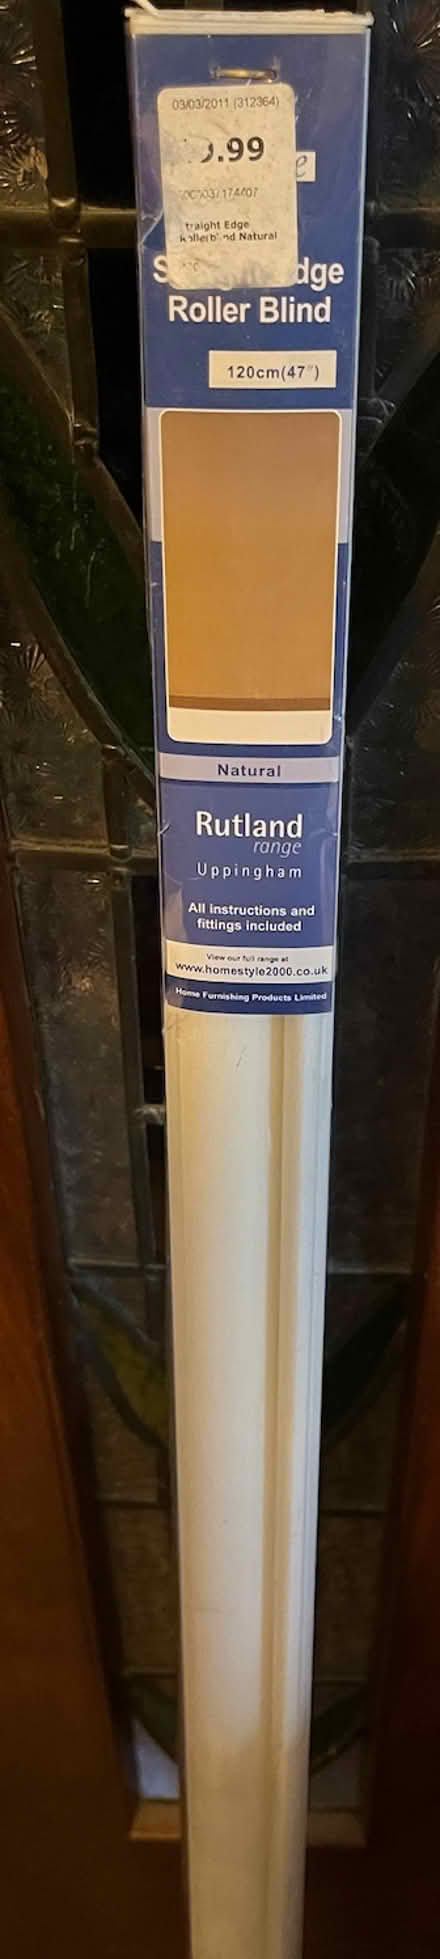 03/03/2011 (312364)
.99
traight Edge
Natural
e
Edge
Roller Blind
120cm(47")
Natural
Rutland
range
Uppingham
All instructions and
fittings included
View our full range at
www.homestyle2000.co.uk
Home Furnishing Products Limited